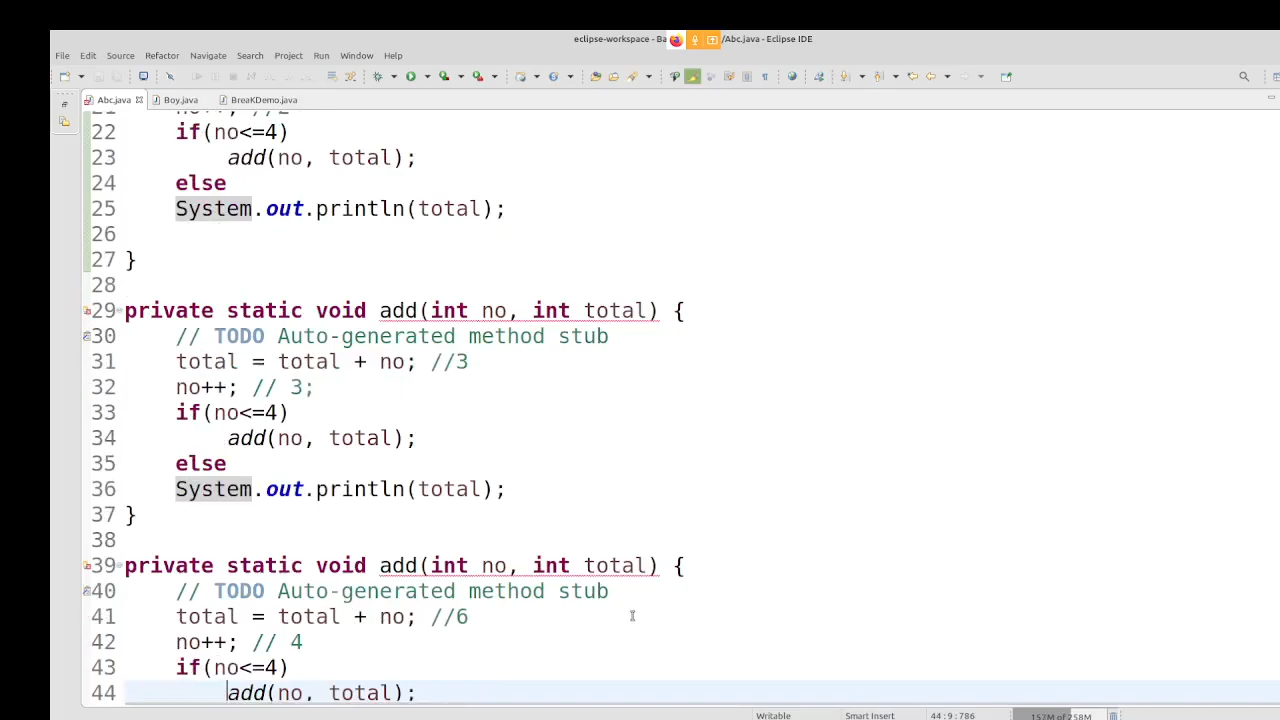 eclipse-workspace - Ba /Abc.java - Eclipse IDE
File Edit Source Refactor Navigate Search Project Run Window Help
Abc.java Boy.java BreaKDemo.java
21 no++; //2
22 if(no<=4)
23 add(no, total);
24 else
25 System.out.println(total);
26
27 }
28
29 private static void add(int no, int total) {
30 // TODO Auto-generated method stub
31 total = total + no; //3
32 no++; // 3;
33 if(no<=4)
34 add(no, total);
35 else
36 System.out.println(total);
37 }
38
39 private static void add(int no, int total) {
40 // TODO Auto-generated method stub
41 total = total + no; //6
42 no++; // 4
43 if(no<=4)
44 add(no, total);
Writable Smart Insert 44 : 9 : 786 157M of 258M